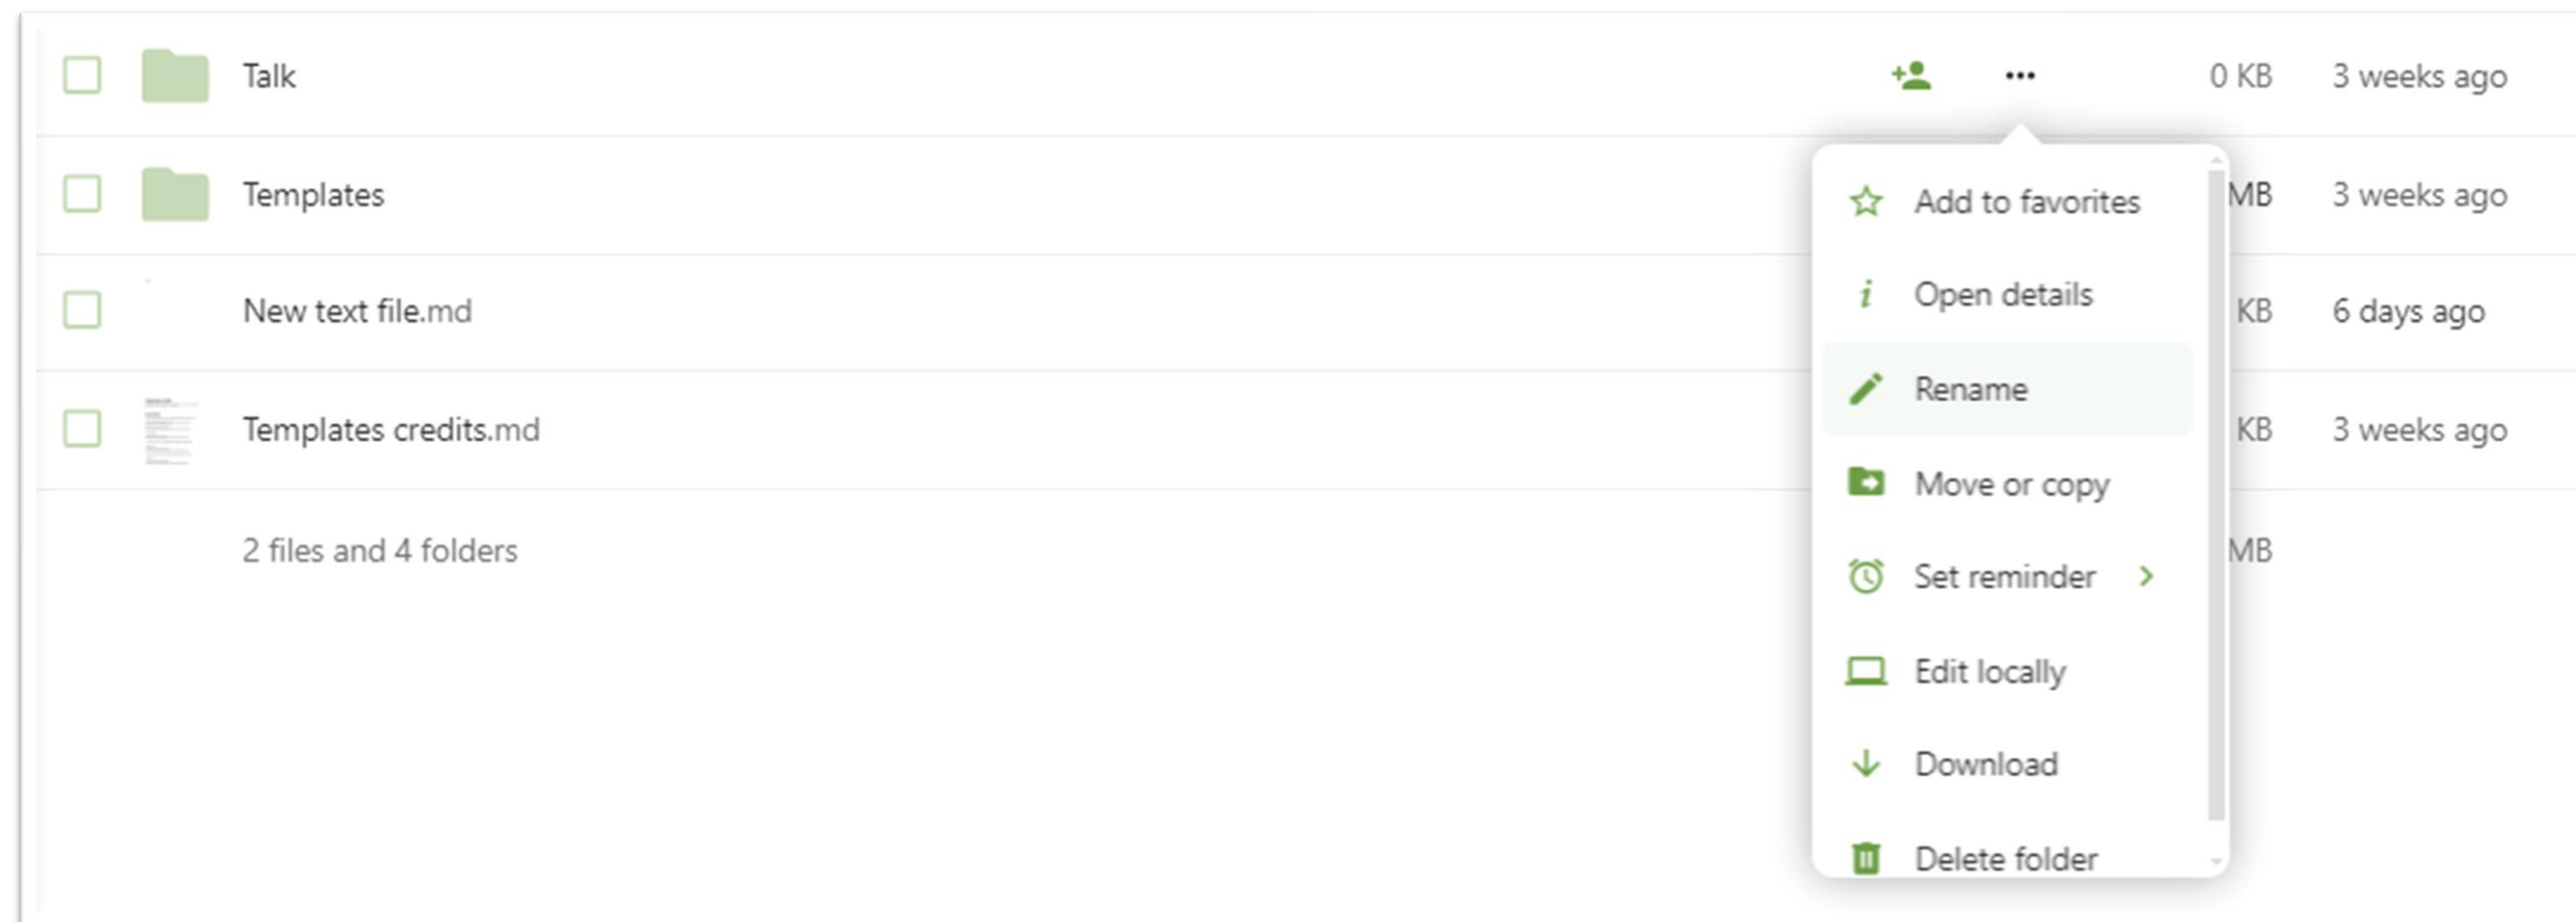 Talk 0 KB 3 weeks ago
Templates MB 3 weeks ago
New text file.md KB 6 days ago
Templates credits.md KB 3 weeks ago
2 files and 4 folders MB
Add to favorites
Open details
Rename
Move or copy
Set reminder
Edit locally
Download
Delete folder